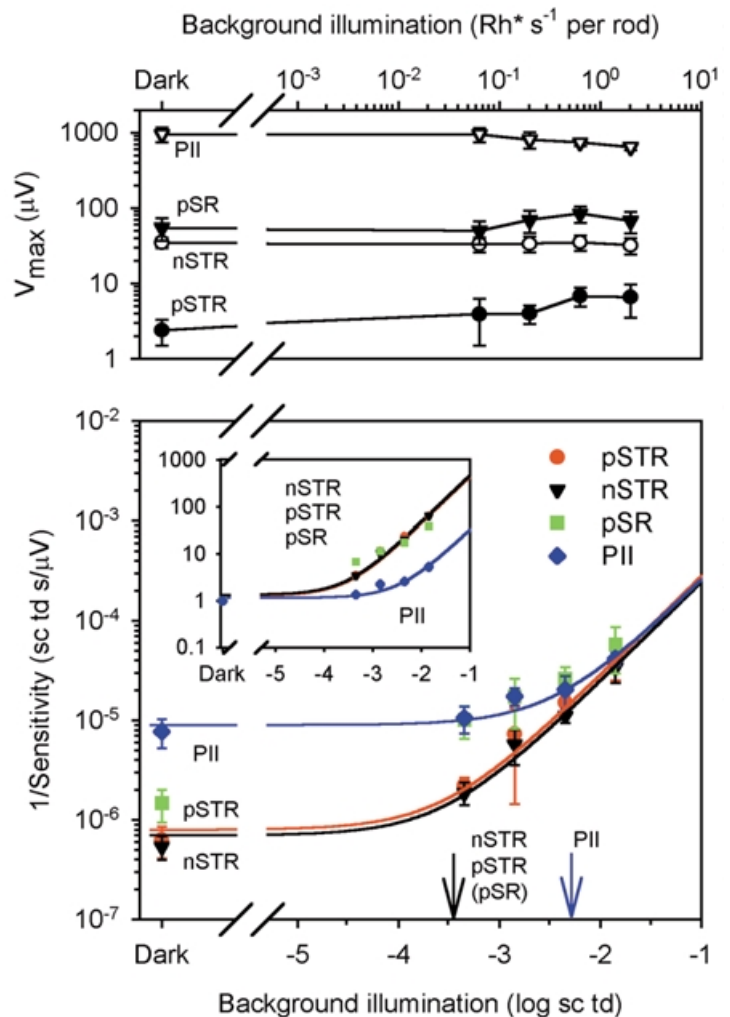 Background illumination (Rh* s⁻¹ per rod)
Dark 10⁻³ 10⁻² 10⁻¹ 10⁰ 10¹
Vmax (μV)
1000
100
10
1
PII
pSR
nSTR
pSTR
1/Sensitivity (sc td s/μV)
10⁻²
10⁻³
10⁻⁴
10⁻⁵
10⁻⁶
10⁻⁷
1000
100
10
1
0.1
nSTR
pSTR
pSR
PII
Dark -5 -4 -3 -2 -1
pSTR
nSTR
pSR
PII
PII
pSTR
nSTR
nSTR
pSTR
(pSR)
PII
Dark -5 -4 -3 -2 -1
Background illumination (log sc td)